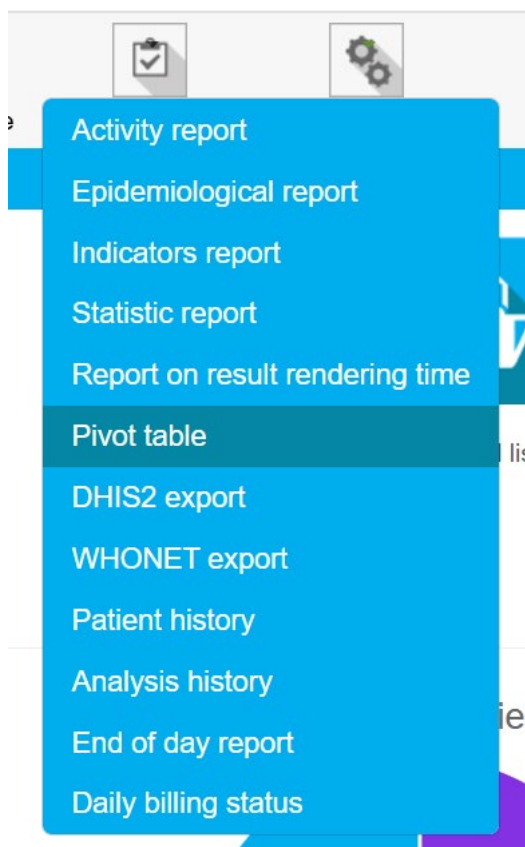 Activity report
Epidemiological report
Indicators report
Statistic report
Report on result rendering time
Pivot table
DHIS2 export
WHONET export
Patient history
Analysis history
End of day report
Daily billing status